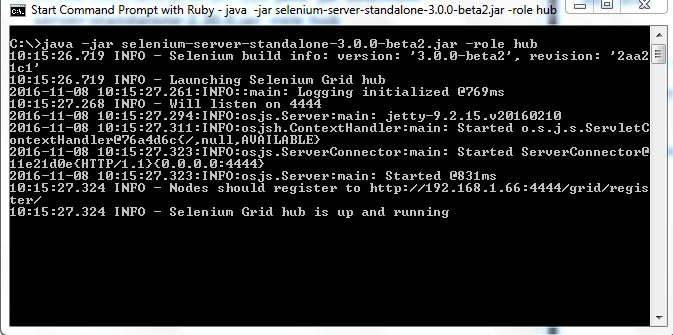 Start Command Prompt with Ruby - java -jar selenium-server-standalone-3.0.0-beta2.jar -role hub
C:\>java -jar selenium-server-standalone-3.0.0-beta2.jar -role hub
10:15:26.719 INFO - Selenium build info: version: '3.0.0-beta2', revision: '2aa2
1c1'
10:15:26.719 INFO - Launching Selenium Grid hub
2016-11-08 10:15:27.261:INFO::main: Logging initialized @769ms
10:15:27.268 INFO - Will listen on 4444
2016-11-08 10:15:27.294:INFO:osjs.Server:main: jetty-9.2.15.v20160210
2016-11-08 10:15:27.311:INFO:osjsh.ContextHandler:main: Started o.s.j.s.ServletC
ontextHandler@76a4d6c{/,null,AVAILABLE}
2016-11-08 10:15:27.323:INFO:osjs.ServerConnector:main: Started ServerConnector@
11e21d0e{HTTP/1.1}{0.0.0.0:4444}
2016-11-08 10:15:27.323:INFO:osjs.Server:main: Started @831ms
10:15:27.324 INFO - Nodes should register to http://192.168.1.66:4444/grid/regis
ter/
10:15:27.324 INFO - Selenium Grid hub is up and running